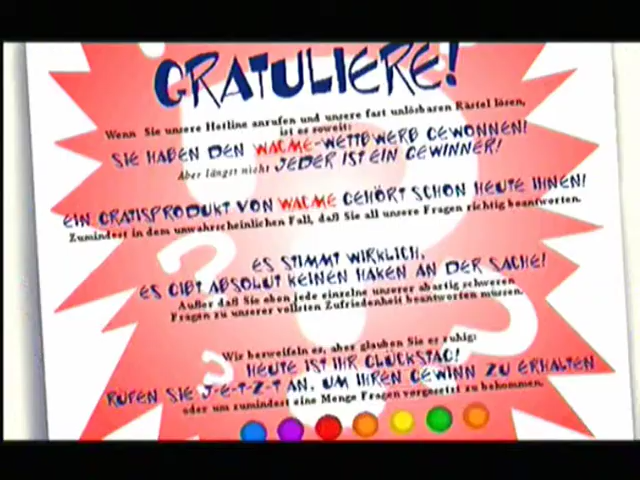 GRATULIERE!
Wenn Sie unsere Hotline anrufen und unsere fast unlösbaren Rästel lösen,
ist es soweit:
SIE HABEN DEN WACME-WETTBWERB GEWONNEN!
Aber längst nicht JEDER IST EIN GEWINNER!
EIN GRATISPRODUKT VON WACME GEHÖRT SCHON HEUTE IHNEN!
Zumindest in dem unwahrscheinlichen Fall, daß Sie all unsere Fragen richtig beantworten.
ES STIMMT WIRKLICH,
ES GIBT ABSOLUT KEINEN HAKEN AN DER SACHE!
Außer daß Sie eben jede einzelne unserer abartig schweren
Fragen zu unserer vollsten Zufriedenheit beantworten müssen.
Wir bezweifeln es, aber glauben Sie er ruhig:
HEUTE IST IHR GLÜCKSTAG!
RUFEN SIE J-E-T-Z-T AN, UM IHREN GEWINN ZU ERHALTEN
oder um zumindest eine Menge Fragen vorgesetzt zu bekommen.